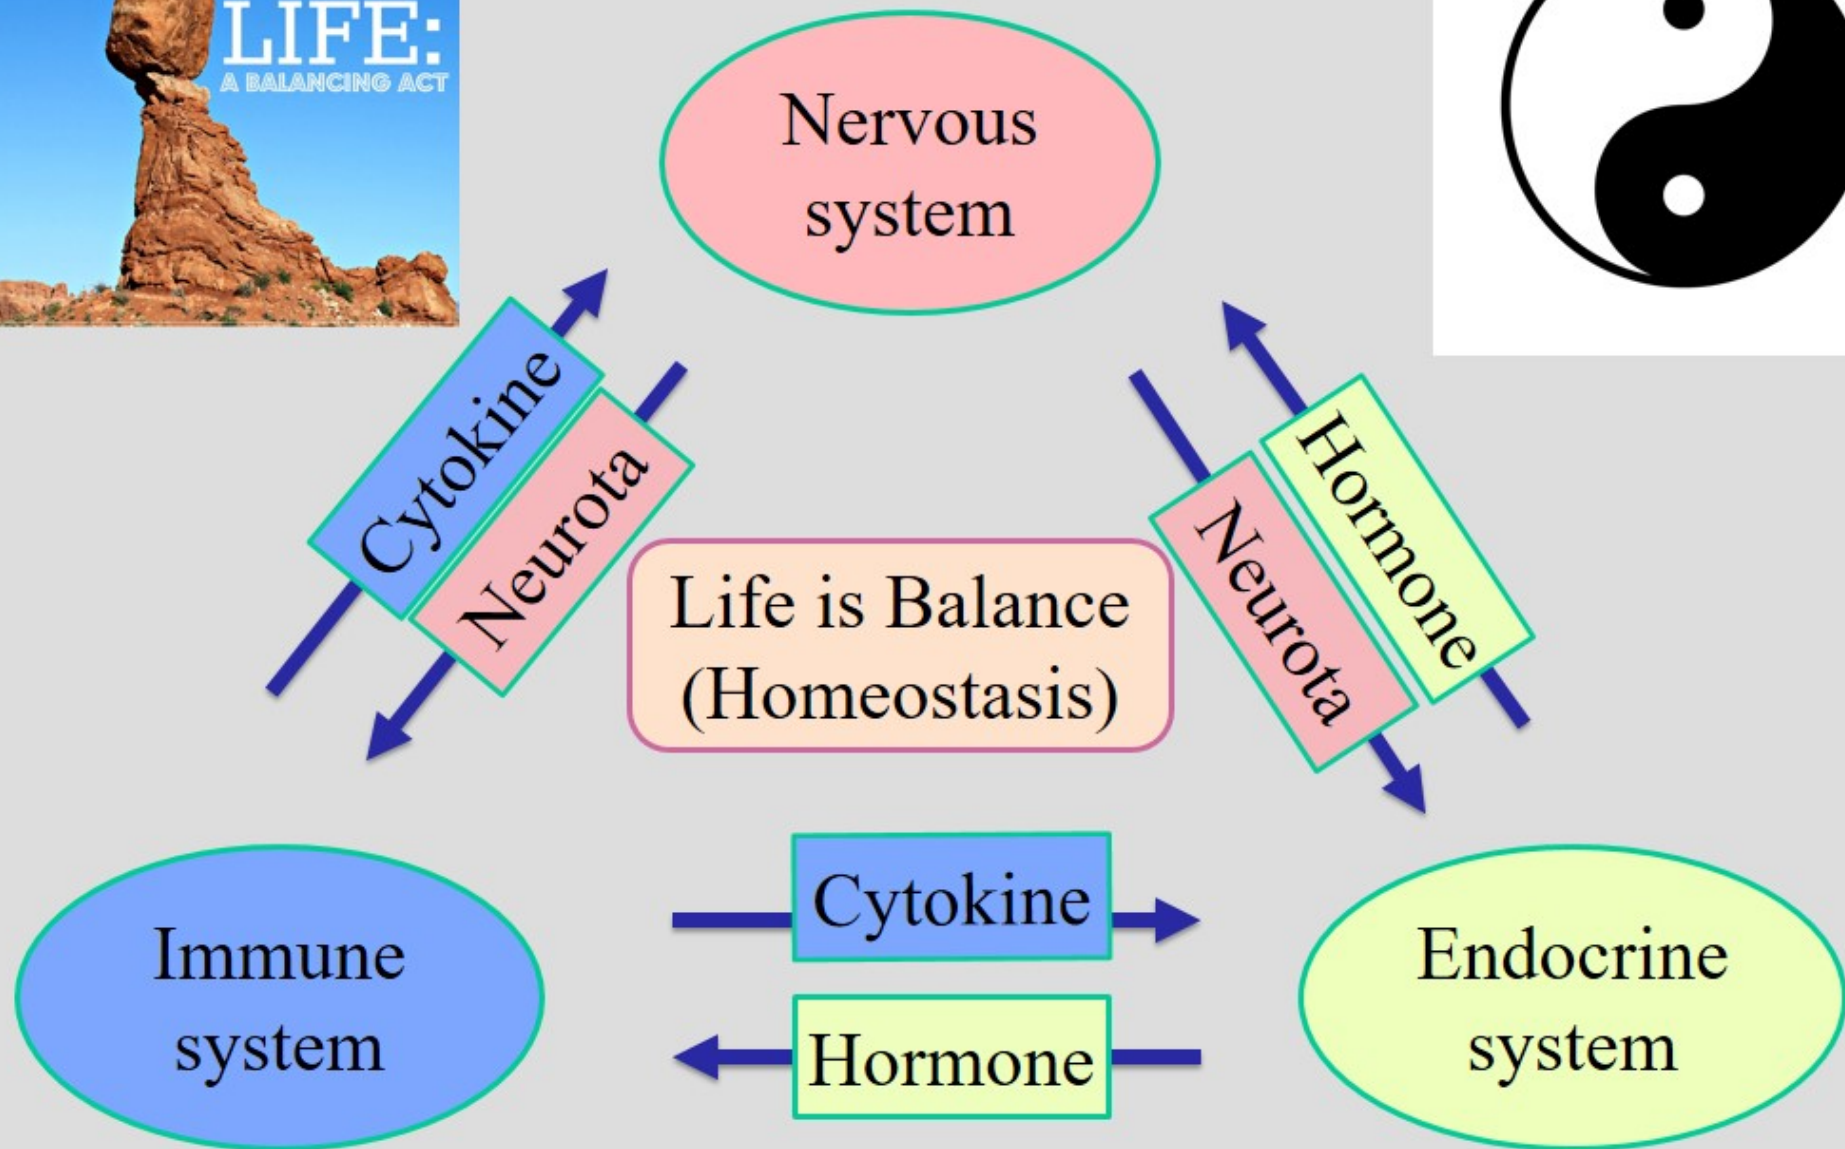 LIFE:
A BALANCING ACT
Nervous
system
Cytokine
Neurota
Hormone
Neurota
Life is Balance
(Homeostasis)
Immune
system
Cytokine
Hormone
Endocrine
system